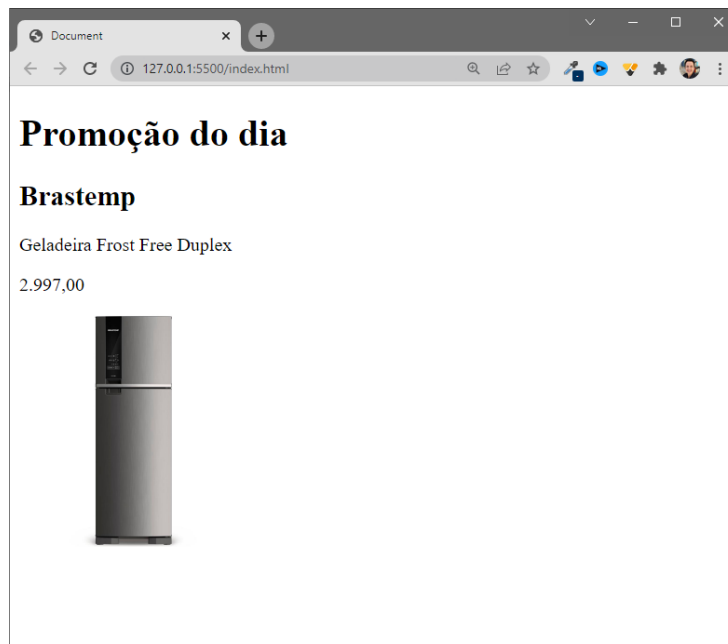 Document
127.0.0.1:5500/index.html
Promoção do dia
Brastemp
Geladeira Frost Free Duplex
2.997,00